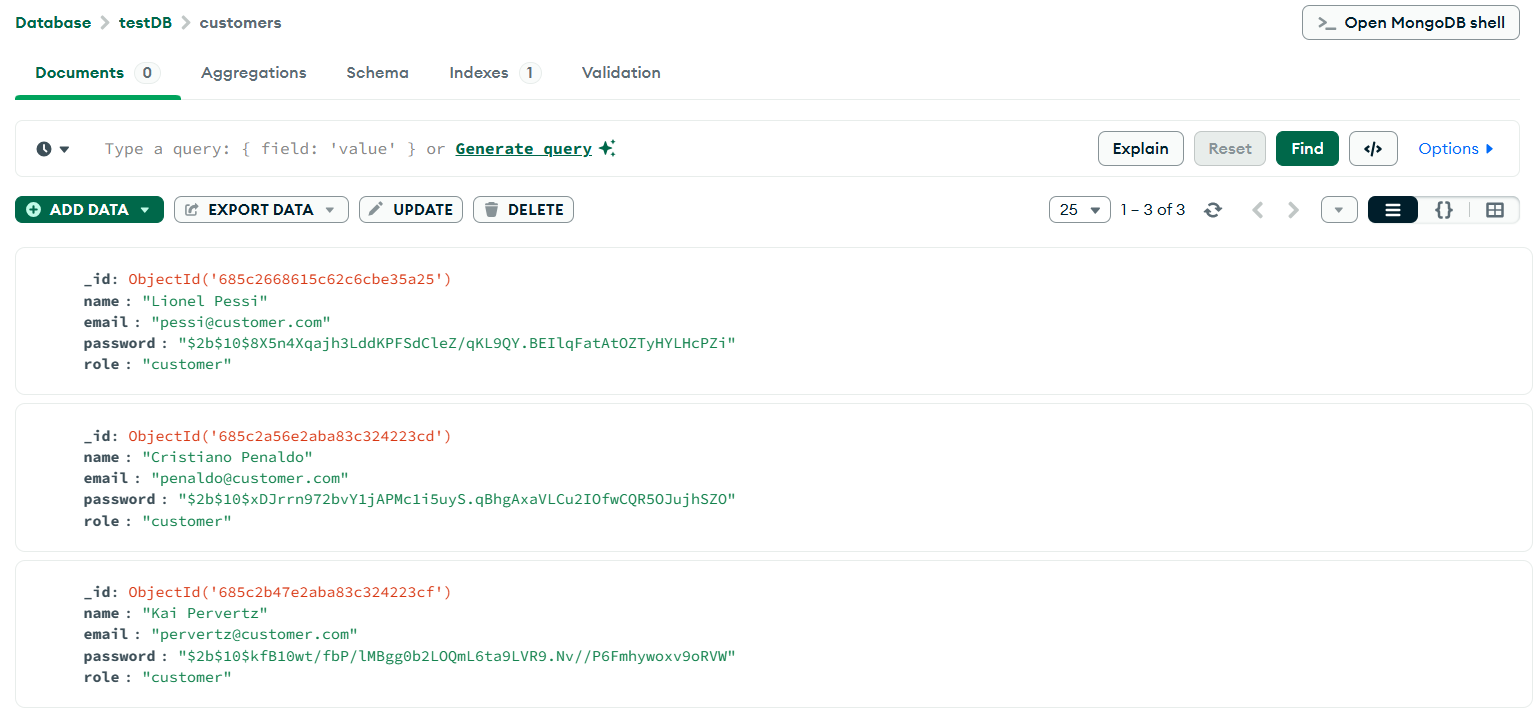 Database > testDB > customers
>_ Open MongoDB shell
Documents 0 Aggregations Schema Indexes 1 Validation
Type a query: { field: 'value' } or Generate query
Explain Reset Find </> Options
ADD DATA EXPORT DATA UPDATE DELETE
25 1 – 3 of 3 {}
_id: ObjectId('685c2668615c62c6cbe35a25')
name : "Lionel Pessi"
email : "pessi@customer.com"
password : "$2b$10$8X5n4Xqajh3LddKPFSdCleZ/qKL9QY.BEIlqFatAtOZTyHYLHcPZi"
role : "customer"
_id: ObjectId('685c2a56e2aba83c324223cd')
name : "Cristiano Penaldo"
email : "penaldo@customer.com"
password : "$2b$10$xDJrrn972bvY1jAPMc1i5uyS.qBhgAxaVLCu2IOfwCQR5OJujhSZO"
role : "customer"
_id: ObjectId('685c2b47e2aba83c324223cf')
name : "Kai Pervertz"
email : "pervertz@customer.com"
password : "$2b$10$kfB10wt/fbP/lMBgg0b2LOQmL6ta9LVR9.Nv//P6Fmhywoxv9oRVW"
role : "customer"